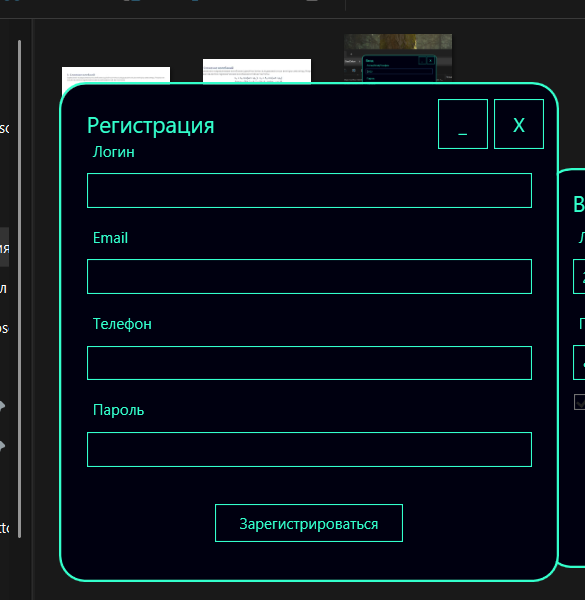 Регистрация
_
X
Логин
Email
Телефон
Пароль
Зарегистрироваться